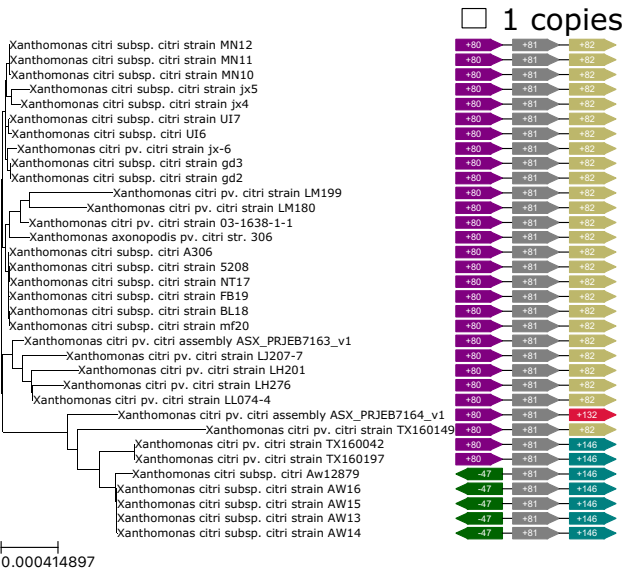 1 copies
Xanthomonas citri subsp. citri strain MN12 +80 +81 +82
Xanthomonas citri subsp. citri strain MN11 +80 +81 +82
Xanthomonas citri subsp. citri strain MN10 +80 +81 +82
Xanthomonas citri subsp. citri strain jx5 +80 +81 +82
Xanthomonas citri subsp. citri strain jx4 +80 +81 +82
Xanthomonas citri subsp. citri strain UI7 +80 +81 +82
Xanthomonas citri subsp. citri UI6 +80 +81 +82
Xanthomonas citri pv. citri strain jx-6 +80 +81 +82
Xanthomonas citri subsp. citri strain gd3 +80 +81 +82
Xanthomonas citri subsp. citri strain gd2 +80 +81 +82
Xanthomonas citri pv. citri strain LM199 +80 +81 +82
Xanthomonas citri pv. citri strain LM180 +80 +81 +82
Xanthomonas citri pv. citri strain 03-1638-1-1 +80 +81 +82
Xanthomonas axonopodis pv. citri str. 306 +80 +81 +82
Xanthomonas citri subsp. citri A306 +80 +81 +82
Xanthomonas citri subsp. citri strain 5208 +80 +81 +82
Xanthomonas citri subsp. citri strain NT17 +80 +81 +82
Xanthomonas citri subsp. citri strain FB19 +80 +81 +82
Xanthomonas citri subsp. citri strain BL18 +80 +81 +82
Xanthomonas citri subsp. citri strain mf20 +80 +81 +82
Xanthomonas citri pv. citri assembly ASX_PRJEB7163_v1 +80 +81 +82
Xanthomonas citri pv. citri strain LJ207-7 +80 +81 +82
Xanthomonas citri pv. citri strain LH201 +80 +81 +82
Xanthomonas citri pv. citri strain LH276 +80 +81 +82
Xanthomonas citri pv. citri strain LL074-4 +80 +81 +82
Xanthomonas citri pv. citri assembly ASX_PRJEB7164_v1 +80 +81 +132
Xanthomonas citri pv. citri strain TX160149 +80 +81 +82
Xanthomonas citri pv. citri strain TX160042 +80 +81 +146
Xanthomonas citri pv. citri strain TX160197 +80 +81 +146
Xanthomonas citri subsp. citri Aw12879 -47 +81 +146
Xanthomonas citri subsp. citri strain AW16 -47 +81 +146
Xanthomonas citri subsp. citri strain AW15 -47 +81 +146
Xanthomonas citri subsp. citri strain AW13 -47 +81 +146
Xanthomonas citri subsp. citri strain AW14 -47 +81 +146
0.000414897